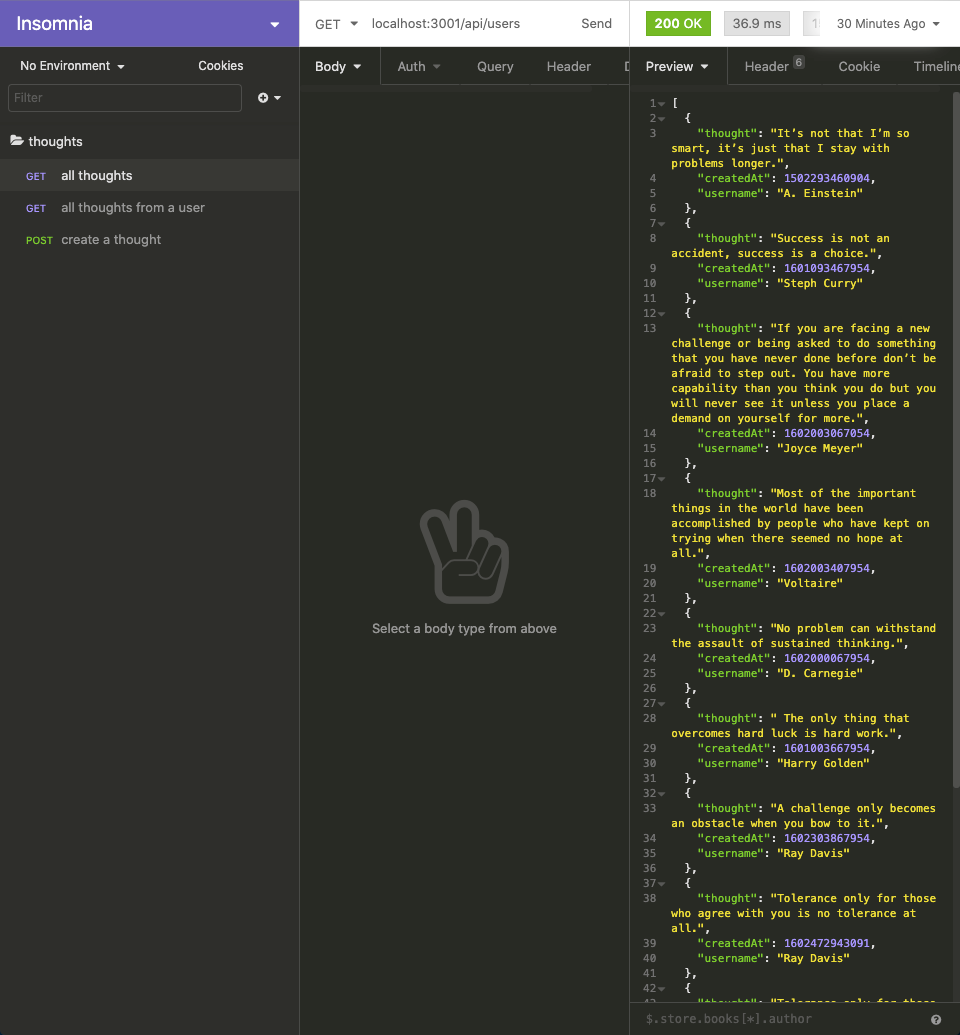 Insomnia
GET localhost:3001/api/users Send
200 OK 36.9 ms 30 Minutes Ago
No Environment Cookies
Filter
thoughts
GET all thoughts
GET all thoughts from a user
POST create a thought
Body Auth Query Header
Select a body type from above
Preview Header 6 Cookie Timeline
1 [
2 {
3 "thought": "It’s not that I’m so
smart, it’s just that I stay with
problems longer.",
4 "createdAt": 1502293460904,
5 "username": "A. Einstein"
6 },
7 {
8 "thought": "Success is not an
accident, success is a choice.",
9 "createdAt": 1601093467954,
10 "username": "Steph Curry"
11 },
12 {
13 "thought": "If you are facing a new
challenge or being asked to do something
that you have never done before don’t be
afraid to step out. You have more
capability than you think you do but you
will never see it unless you place a
demand on yourself for more.",
14 "createdAt": 1602003067054,
15 "username": "Joyce Meyer"
16 },
17 {
18 "thought": "Most of the important
things in the world have been
accomplished by people who have kept on
trying when there seemed no hope at
all.",
19 "createdAt": 1602003407954,
20 "username": "Voltaire"
21 },
22 {
23 "thought": "No problem can withstand
the assault of sustained thinking.",
24 "createdAt": 1602000067954,
25 "username": "D. Carnegie"
26 },
27 {
28 "thought": " The only thing that
overcomes hard luck is hard work.",
29 "createdAt": 1601003667954,
30 "username": "Harry Golden"
31 },
32 {
33 "thought": "A challenge only becomes
an obstacle when you bow to it.",
34 "createdAt": 1602303867954,
35 "username": "Ray Davis"
36 },
37 {
38 "thought": "Tolerance only for those
who agree with you is no tolerance at
all.",
39 "createdAt": 1602472943091,
40 "username": "Ray Davis"
41 },
42 {
43 "thought": "Tolerance only for those
$.store.books[*].author